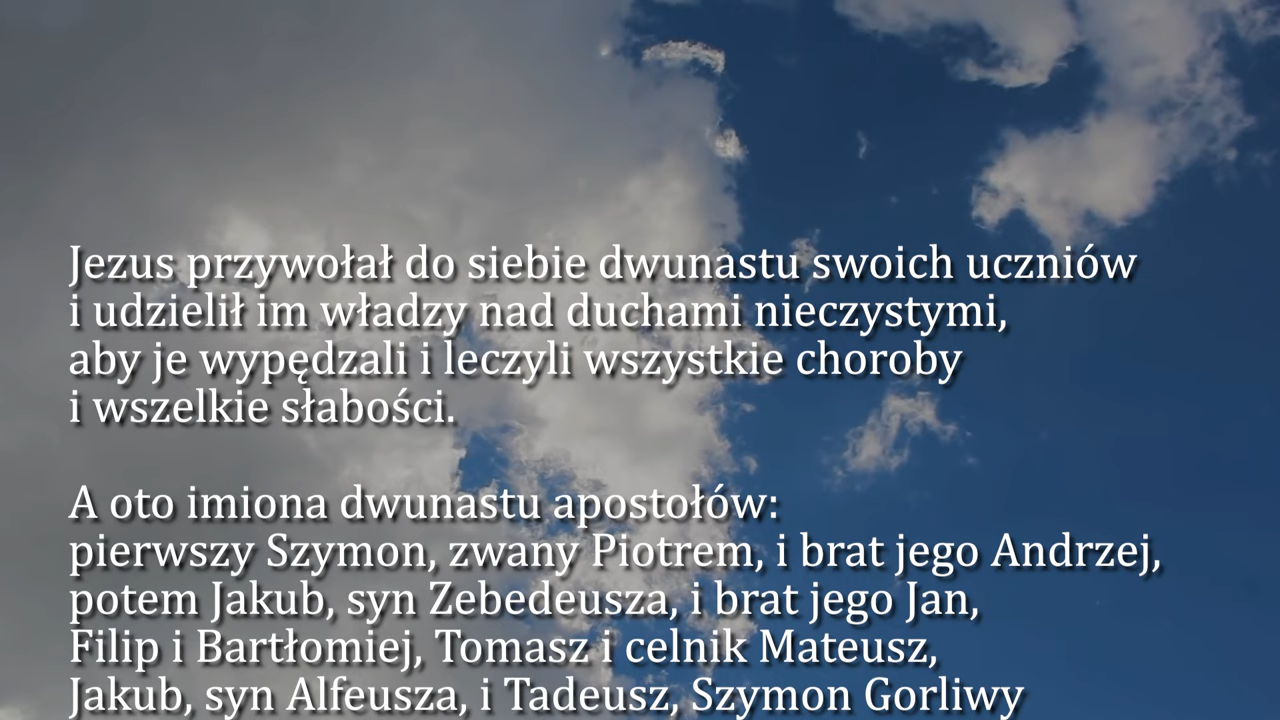 Jezus przywołał do siebie dwunastu swoich uczniów
i udzielił im władzy nad duchami nieczystymi,
aby je wypędzali i leczyli wszystkie choroby
i wszelkie słabości.
A oto imiona dwunastu apostołów:
pierwszy Szymon, zwany Piotrem, i brat jego Andrzej,
potem Jakub, syn Zebedeusza, i brat jego Jan,
Filip i Bartłomiej, Tomasz i celnik Mateusz,
Jakub, syn Alfeusza, i Tadeusz, Szymon Gorliwy